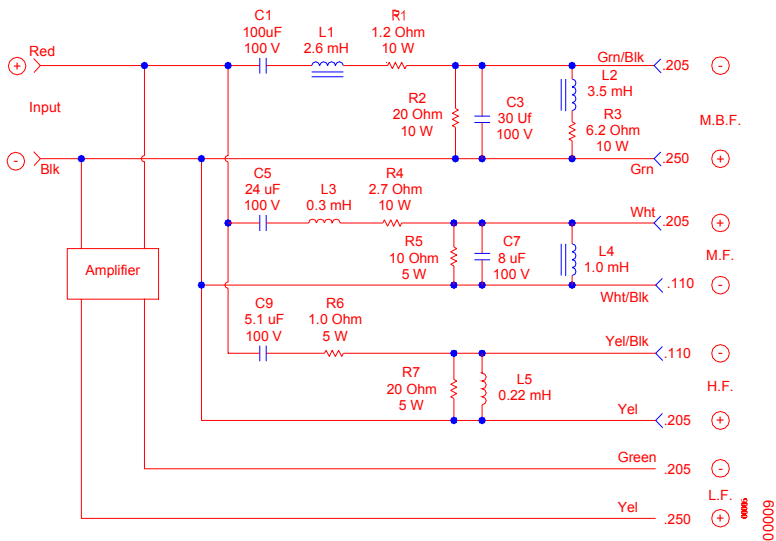 C1
100uF
100 V
L1
2.6 mH
R1
1.2 Ohm
10 W
Red
+
Input
-
Blk
Grn/Blk
.205
-
L2
3.5 mH
R2
20 Ohm
10 W
C3
30 Uf
100 V
R3
6.2 Ohm
10 W
M.B.F.
.250
+
Grn
C5
24 uF
100 V
L3
0.3 mH
R4
2.7 Ohm
10 W
Wht
.205
+
R5
10 Ohm
5 W
C7
8 uF
100 V
L4
1.0 mH
M.F.
.110
-
Wht/Blk
Amplifier
C9
5.1 uF
100 V
R6
1.0 Ohm
5 W
Yel/Blk
.110
-
R7
20 Ohm
5 W
L5
0.22 mH
H.F.
Yel
.205
+
Green
.205
-
L.F.
Yel
.250
+
00009